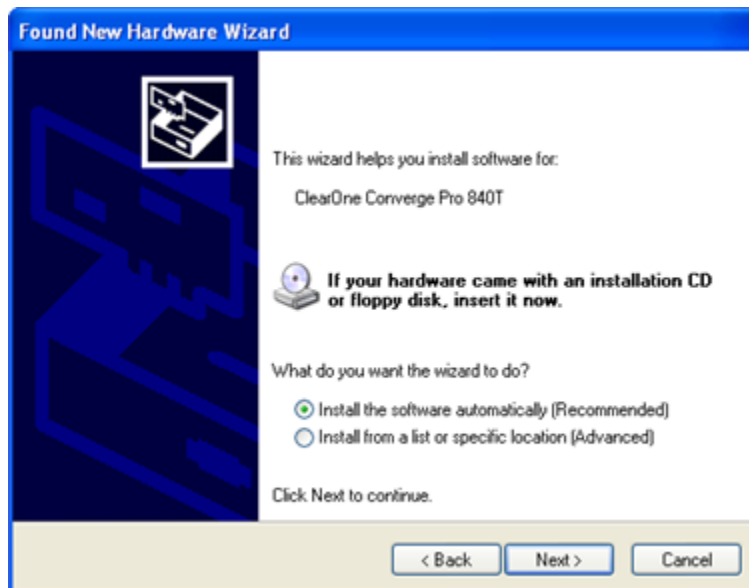 Found New Hardware Wizard
This wizard helps you install software for:
ClearOne Converge Pro 840T
If your hardware came with an installation CD
or floppy disk, insert it now.
What do you want the wizard to do?
Install the software automatically (Recommended)
Install from a list or specific location (Advanced)
Click Next to continue.
< Back Next > Cancel